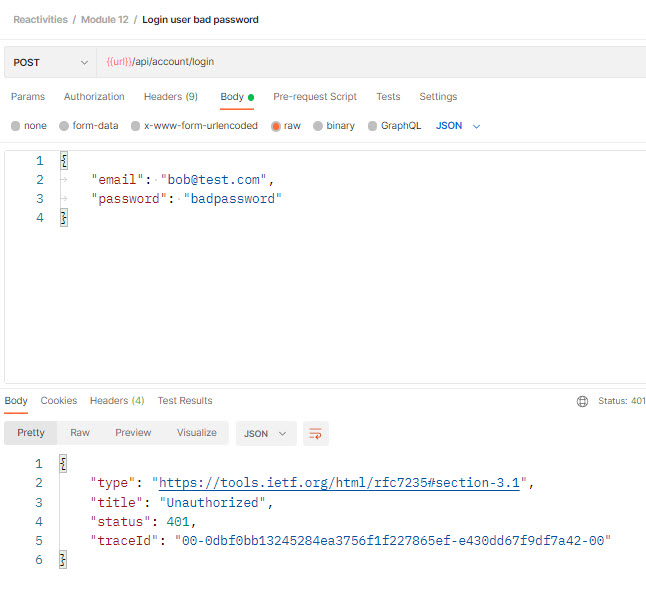 Reactivities / Module 12 / Login user bad password
POST {{url}}/api/account/login
Params Authorization Headers (9) Body Pre-request Script Tests Settings
none form-data x-www-form-urlencoded raw binary GraphQL JSON
1 {
2 "email": "bob@test.com",
3 "password": "badpassword"
4 }
Body Cookies Headers (4) Test Results Status: 401
Pretty Raw Preview Visualize JSON
1 {
2 "type": "https://tools.ietf.org/html/rfc7235#section-3.1",
3 "title": "Unauthorized",
4 "status": 401,
5 "traceId": "00-0dbf0bb13245284ea3756f1f227865ef-e430dd67f9df7a42-00"
6 }